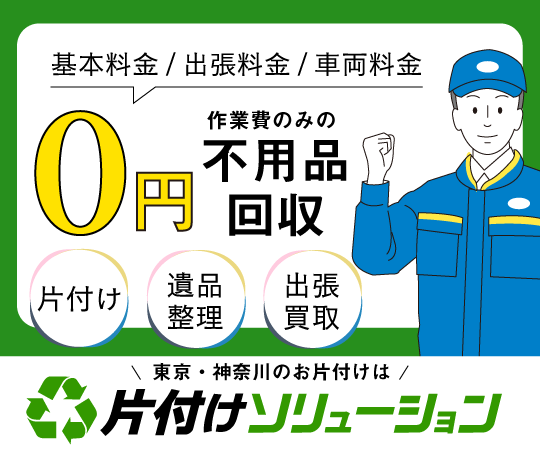 基本料金 / 出張料金 / 車両料金
0円
作業費のみの
不用品
回収
片付け
遺品
整理
出張
買取
\ 東京・神奈川のお片付けは /
片付けソリューション